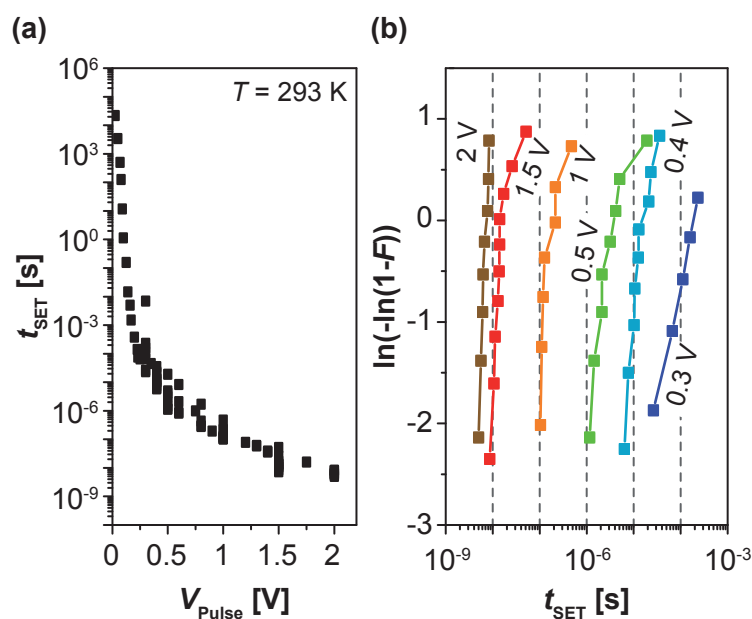 (a)
T = 293 K
10^6
10^3
10^0
10^-3
10^-6
10^-9
t_SET [s]
0
0.5
1
1.5
2
V_Pulse [V]
(b)
1
0
-1
-2
-3
ln(-ln(1-F))
2 V
1.5 V
1 V
0.5 V
0.4 V
0.3 V
10^-9
10^-6
10^-3
t_SET [s]